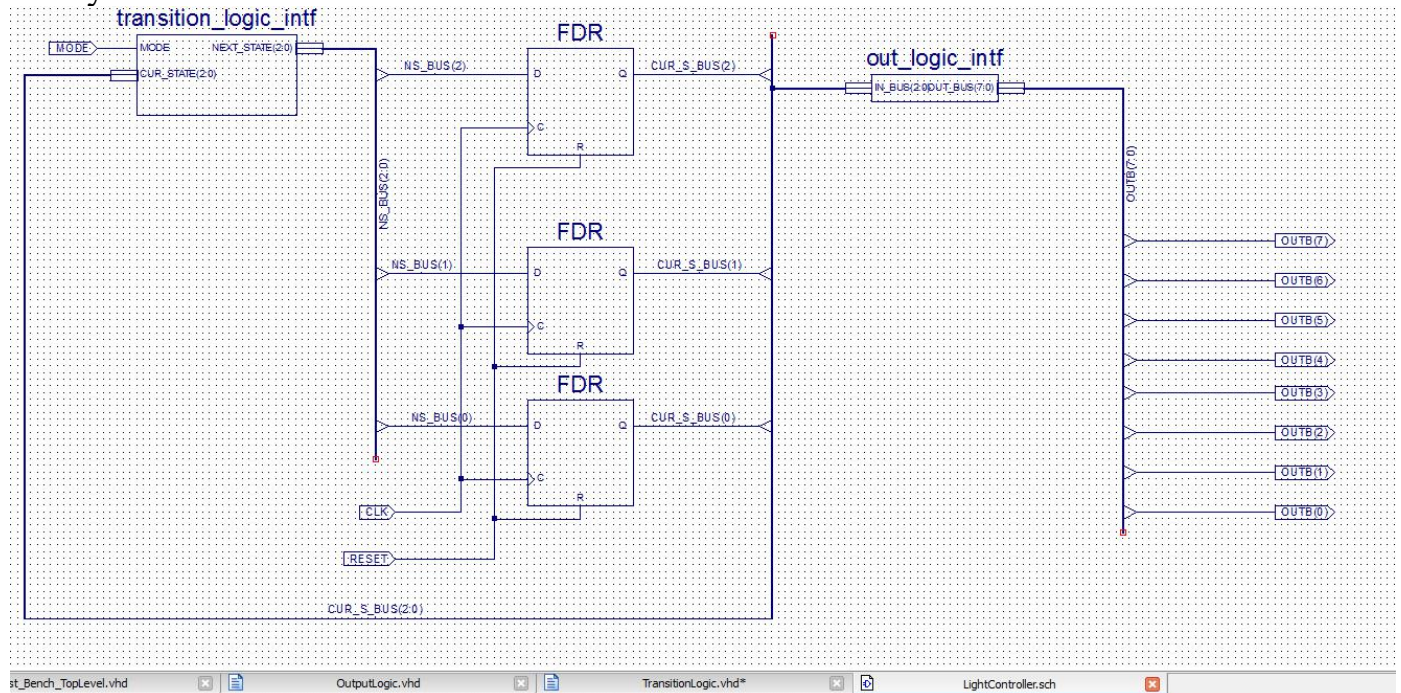 transition_logic_intf
MODE
MODE
NEXT_STATE(2:0)
CUR_STATE(2:0)
NS_BUS(2:0)
NS_BUS(2)
FDR
D
Q
C
R
CUR_S_BUS(2)
NS_BUS(1)
FDR
D
Q
C
R
CUR_S_BUS(1)
NS_BUS(0)
FDR
D
Q
C
R
CUR_S_BUS(0)
CLK
RESET
CUR_S_BUS(2:0)
out_logic_intf
IN_BUS(2:0)OUT_BUS(7:0)
OUTB(7:0)
OUTB(7)
OUTB(6)
OUTB(5)
OUTB(4)
OUTB(3)
OUTB(2)
OUTB(1)
OUTB(0)
st_Bench_TopLevel.vhd
OutputLogic.vhd
TransitionLogic.vhd*
LightController.sch